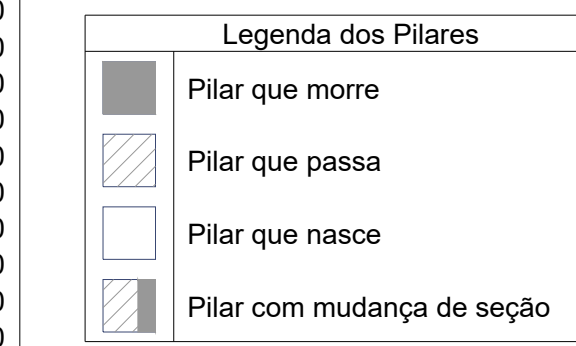 Legenda dos Pilares
Pilar que morre
Pilar que passa
Pilar que nasce
Pilar com mudança de seção